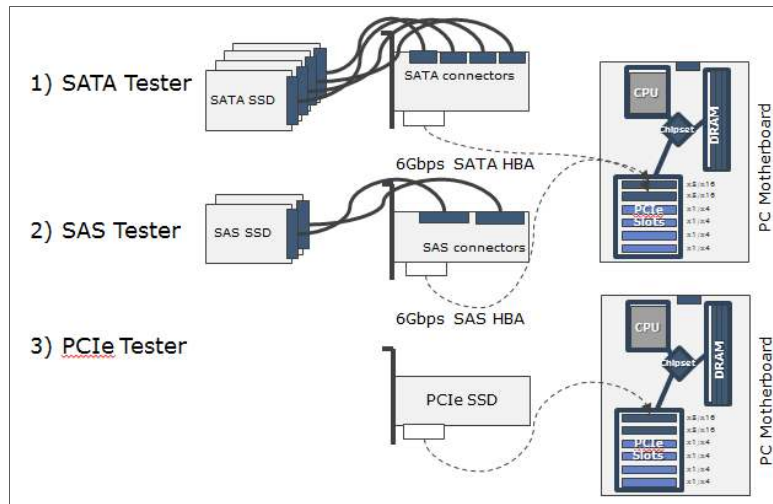 1) SATA Tester
SATA SSD
SATA connectors
6Gbps SATA HBA
CPU
Chipset
DRAM
PCIe
Slots
x8/x16
x8/x16
x1/x4
x1/x4
x1/x4
x1/x4
PC Motherboard
2) SAS Tester
SAS SSD
SAS connectors
6Gbps SAS HBA
3) PCIe Tester
PCIe SSD
CPU
Chipset
DRAM
PCIe
Slots
x8/x16
x8/x16
x1/x4
x1/x4
x1/x4
x1/x4
PC Motherboard